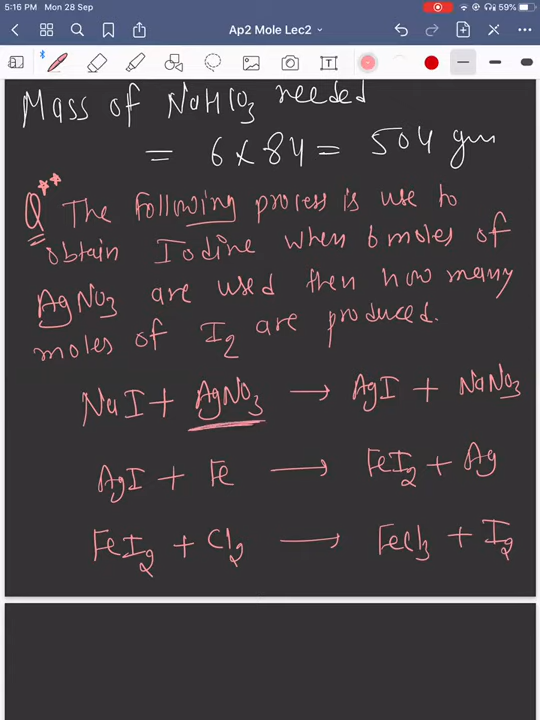 5:16 PM Mon 28 Sep
59%
Ap2 Mole Lec2
T
Mass of NaHCO3 needed
= 6 x 84 = 504 gm
Q** The following process is use to
obtain Iodine when 6 moles of
AgNO3 are used then how many
moles of I2 are produced.
NaI + AgNO3 → AgI + NaNO3
AgI + Fe → FeI2 + Ag
FeI2 + Cl2 → FeCl3 + I2